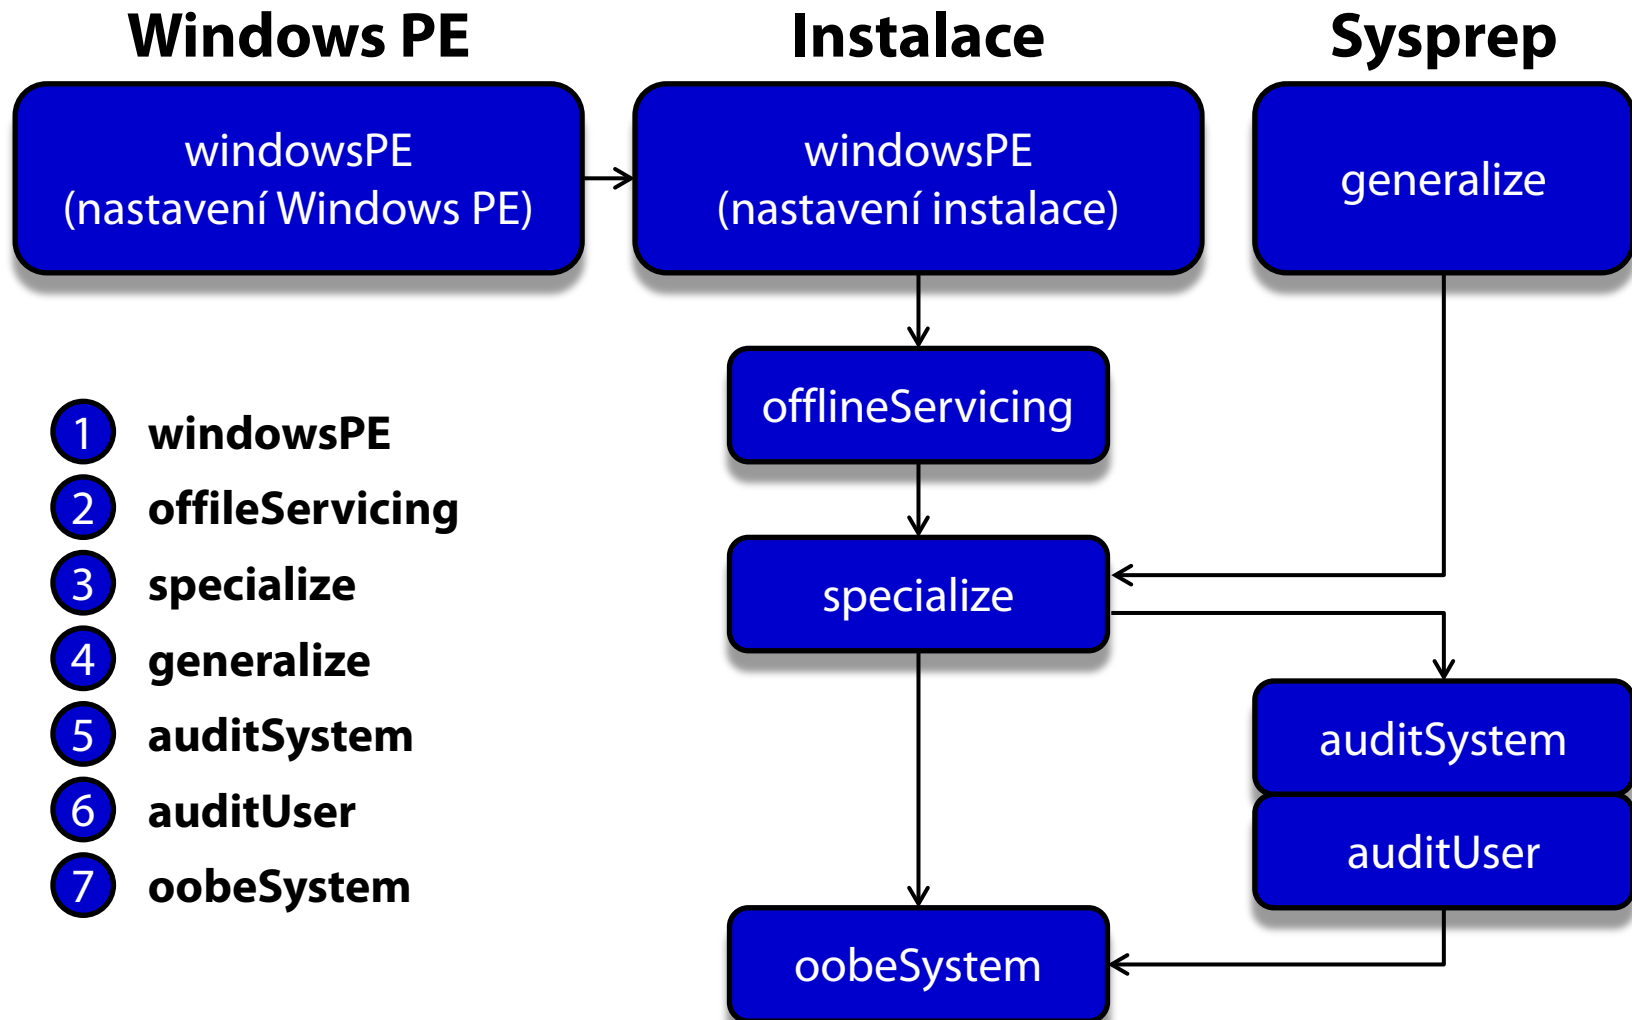 Windows PE
Instalace
Sysprep
windowsPE
(nastavení Windows PE)
windowsPE
(nastavení instalace)
generalize
offlineServicing
1 windowsPE
2 offileServicing
3 specialize
4 generalize
5 auditSystem
6 auditUser
7 oobeSystem
specialize
auditSystem
auditUser
oobeSystem